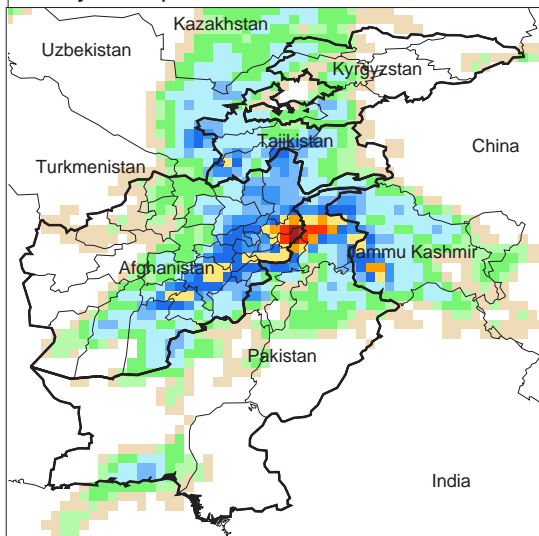 Kazakhstan
Uzbekistan
Kyrgyzstan
Tajikistan
China
Turkmenistan
Jammu Kashmir
Afghanistan
Pakistan
India